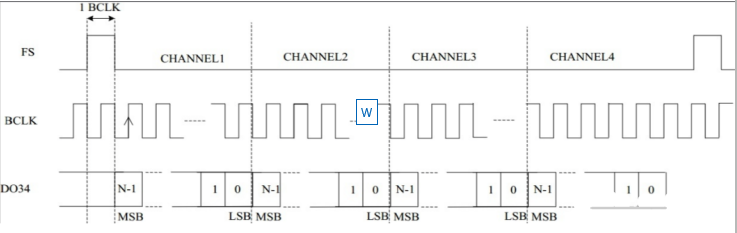 1 BCLK
FS
CHANNEL1 CHANNEL2 CHANNEL3 CHANNEL4
W
BCLK
DO34 N-1 1 0 N-1 1 0 N-1 1 0 N-1 1 0
MSB LSB MSB LSB MSB LSB MSB